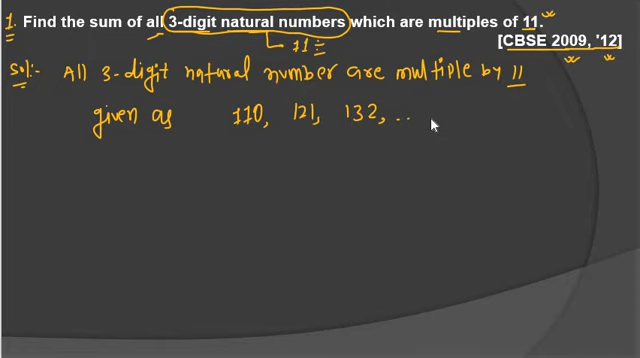 1. Find the sum of all 3-digit natural numbers which are multiples of 11.
11 ÷
[CBSE 2009, '12]
Sol:- All 3-digit natural number are multiple by 11
given as 110, 121, 132, ..